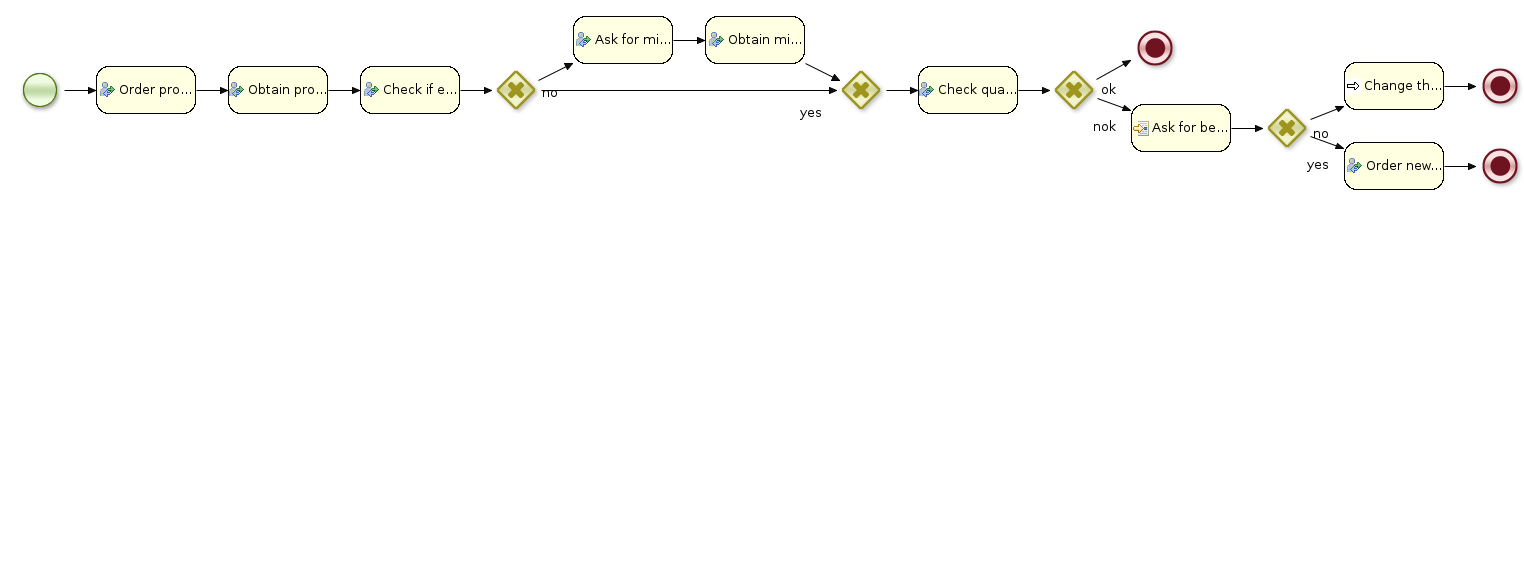 Order pro...
Obtain pro...
Check if e...
no
yes
Ask for mi...
Obtain mi...
Check qua...
ok
nok
Ask for be...
no
yes
Change th...
Order new...